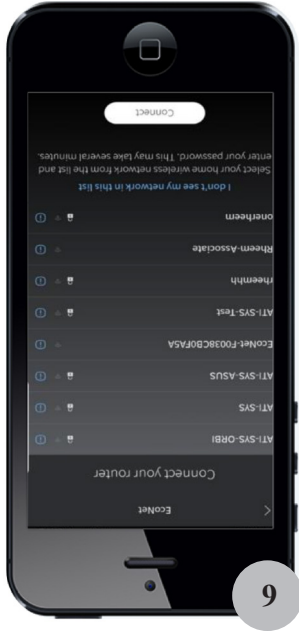 EcoNet
Connect your router
ATI-SYS-ORBI
ATI-SYS
ATI-SYS-ASUS
EcoNet-F0038CB0FA5A
ATI-SYS-Test
rheemhh
Rheem-Associate
onerheem
I don't see my network in this list
Select your home wireless network from the list and
enter your password. This may take several minutes.
Connect
9